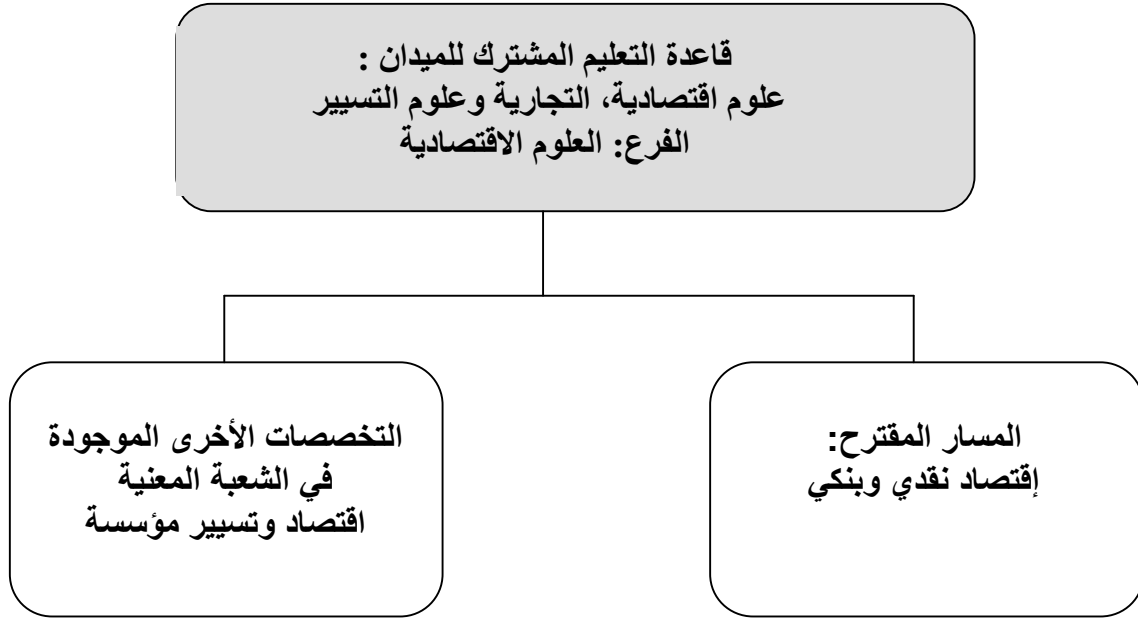 قاعدة التعليم المشترك للميدان :
علوم اقتصادية، التجارية وعلوم التسيير
الفرع: العلوم الاقتصادية
المسار المقترح:
إقتصاد نقدي وبنكي
التخصصات الأخرى الموجودة
في الشعبة المعنية
اقتصاد وتسيير مؤسسة